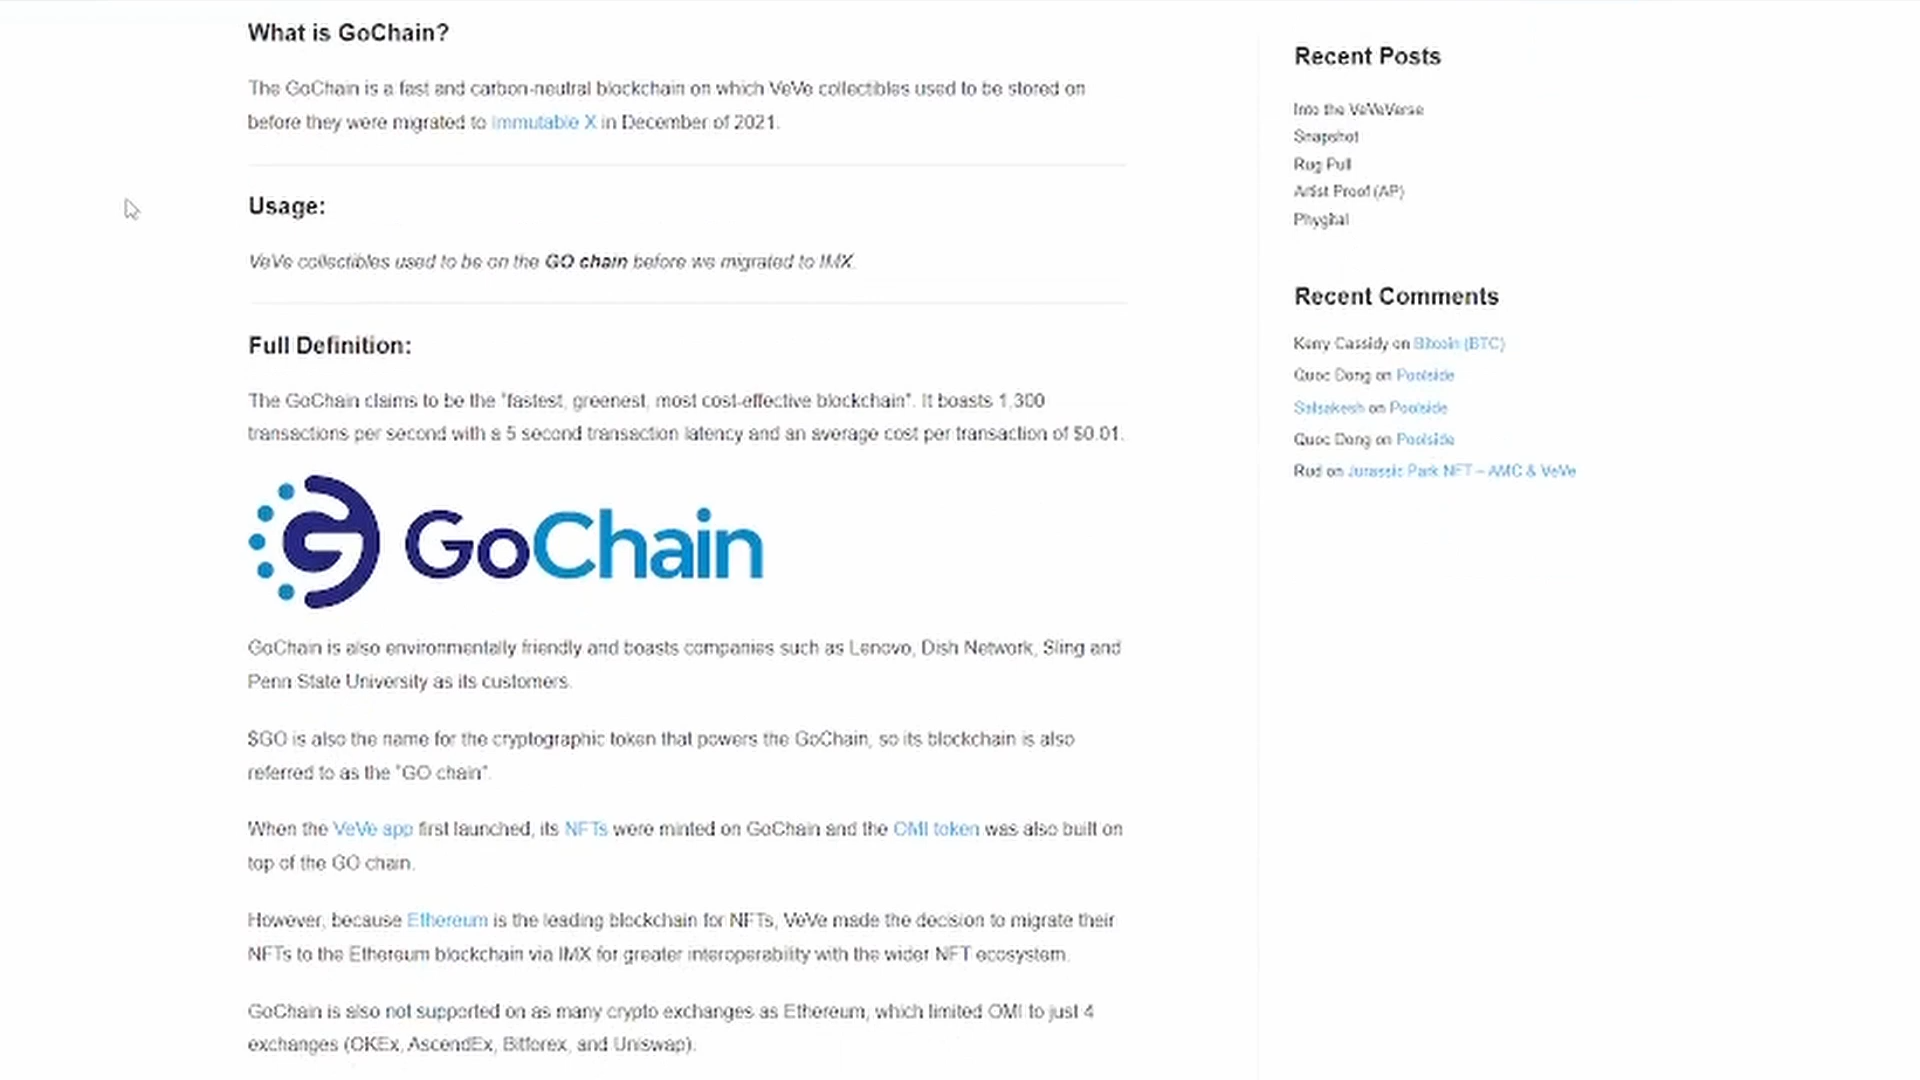 What is GoChain?
The GoChain is a fast and carbon-neutral blockchain on which VeVe collectibles used to be stored on
before they were migrated to Immutable X in December of 2021.
Usage:
VeVe collectibles used to be on the GO chain before we migrated to IMX.
Full Definition:
The GoChain claims to be the "fastest, greenest, most cost-effective blockchain". It boasts 1,300
transactions per second with a 5 second transaction latency and an average cost per transaction of $0.01.
GoChain
GoChain is also environmentally friendly and boasts companies such as Lenovo, Dish Network, Sling and
Penn State University as its customers.
$GO is also the name for the cryptographic token that powers the GoChain, so its blockchain is also
referred to as the "GO chain".
When the VeVe app first launched, its NFTs were minted on GoChain and the OMI token was also built on
top of the GO chain.
However, because Ethereum is the leading blockchain for NFTs, VeVe made the decision to migrate their
NFTs to the Ethereum blockchain via IMX for greater interoperability with the wider NFT ecosystem.
GoChain is also not supported on as many crypto exchanges as Ethereum, which limited OMI to just 4
exchanges (OKEx, AscendEx, Bitforex, and Uniswap).
Recent Posts
Into the VeVeVerse
Snapshot
Rug Pull
Artist Proof (AP)
Phygital
Recent Comments
Kerry Cassidy on Bitcoin (BTC)
Quoc Dong on Poolside
Salsakesh on Poolside
Quoc Dong on Poolside
Rud on Jurassic Park NFT – AMC & VeVe